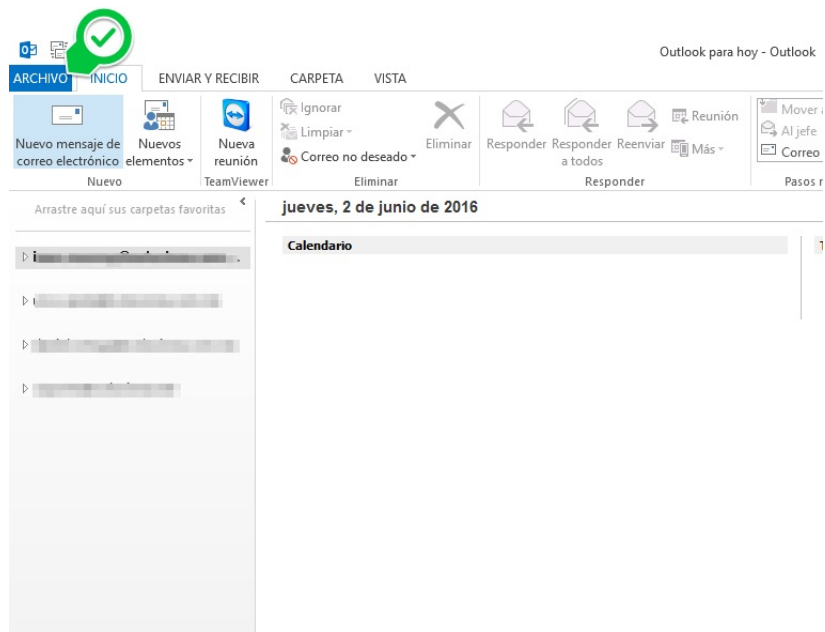 Outlook para hoy - Outlook
ARCHIVO INICIO ENVIAR Y RECIBIR CARPETA VISTA
Nuevo mensaje de correo electrónico
Nuevos elementos
Nueva reunión
Ignorar
Limpiar
Correo no deseado
Eliminar
Responder
Responder a todos
Reenviar
Reunión
Más
Mover
Al jefe
Correo
Nuevo TeamViewer Eliminar Responder Pasos
Arrastre aquí sus carpetas favoritas
jueves, 2 de junio de 2016
Calendario